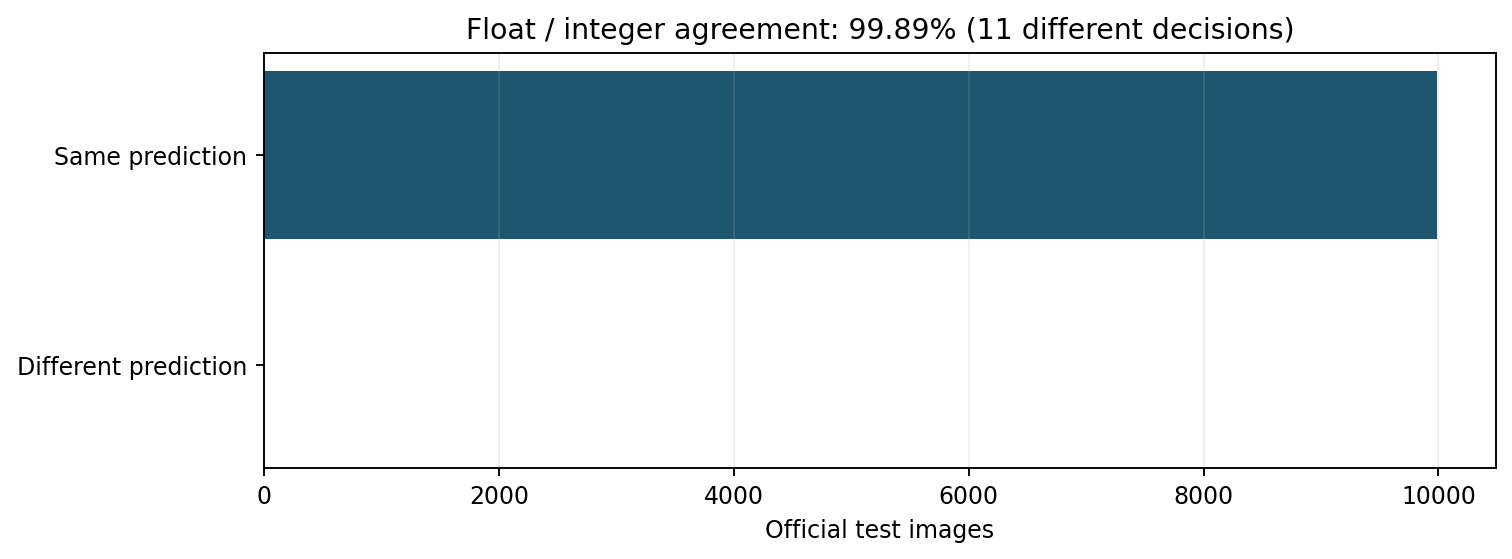 Float / integer agreement: 99.89% (11 different decisions)
Same prediction
Different prediction
0 2000 4000 6000 8000 10000
Official test images